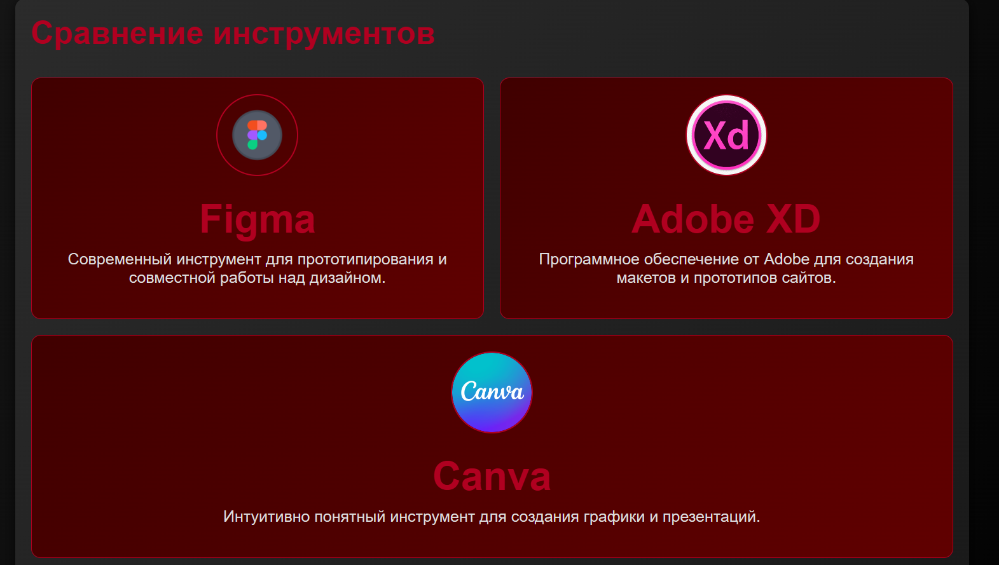 Сравнение инструментов
Xd
Figma
Adobe XD
Современный инструмент для прототипирования и
совместной работы над дизайном.
Программное обеспечение от Adobe для создания
макетов и прототипов сайтов.
Canva
Canva
Интуитивно понятный инструмент для создания графики и презентаций.